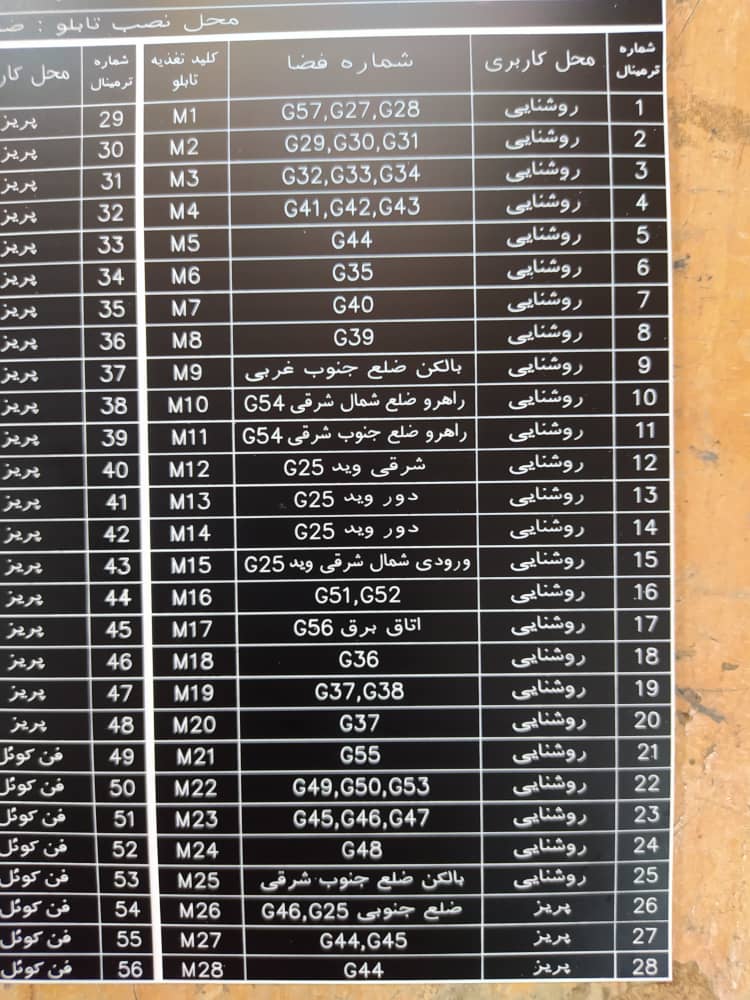 محل نصب تابلو :
شماره ترمینال | محل کاربری | شماره فضا | کلید تغذیه تابلو | شماره ترمینال | محل
1 | روشنایی | G57,G27,G28 | M1 | 29 | پریز
2 | روشنایی | G29,G30,G31 | M2 | 30 | پریز
3 | روشنایی | G32,G33,G34 | M3 | 31 | پریز
4 | روشنایی | G41,G42,G43 | M4 | 32 | پریز
5 | روشنایی | G44 | M5 | 33 | پریز
6 | روشنایی | G35 | M6 | 34 | پریز
7 | روشنایی | G40 | M7 | 35 | پریز
8 | روشنایی | G39 | M8 | 36 | پریز
9 | روشنایی | بالکن ضلع جنوب غربی | M9 | 37 | پریز
10 | روشنایی | راهرو ضلع شمال شرقی G54 | M10 | 38 | پریز
11 | روشنایی | راهرو ضلع جنوب شرقی G54 | M11 | 39 | پریز
12 | روشنایی | شرقی وید G25 | M12 | 40 | پریز
13 | روشنایی | دور وید G25 | M13 | 41 | پریز
14 | روشنایی | دور وید G25 | M14 | 42 | پریز
15 | روشنایی | ورودی شمال شرقی وید G25 | M15 | 43 | پریز
16 | روشنایی | G51,G52 | M16 | 44 | پریز
17 | روشنایی | اتاق برق G56 | M17 | 45 | پریز
18 | روشنایی | G36 | M18 | 46 | پریز
19 | روشنایی | G37,G38 | M19 | 47 | پریز
20 | روشنایی | G37 | M20 | 48 | پریز
21 | روشنایی | G55 | M21 | 49 | فن کوئل
22 | روشنایی | G49,G50,G53 | M22 | 50 | فن کوئل
23 | روشنایی | G45,G46,G47 | M23 | 51 | فن کوئل
24 | روشنایی | G48 | M24 | 52 | فن کوئل
25 | روشنایی | بالکن ضلع جنوب شرقی | M25 | 53 | فن کوئل
26 | پریز | ضلع جنوبی G46,G25 | M26 | 54 | فن کوئل
27 | پریز | G44,G45 | M27 | 55 | فن کوئل
28 | پریز | G44 | M28 | 56 | فن کوئل